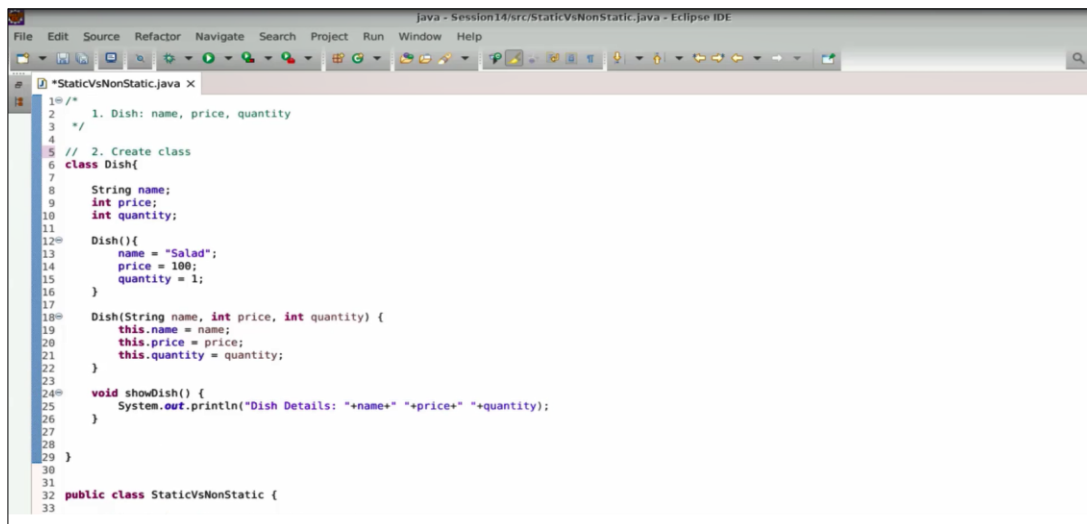 java - Session14/src/StaticVsNonStatic.java - Eclipse IDE
File Edit Source Refactor Navigate Search Project Run Window Help
*StaticVsNonStatic.java
1 /*
2 1. Dish: name, price, quantity
3 */
4
5 // 2. Create class
6 class Dish{
7
8 String name;
9 int price;
10 int quantity;
11
12 Dish(){
13 name = "Salad";
14 price = 100;
15 quantity = 1;
16 }
17
18 Dish(String name, int price, int quantity) {
19 this.name = name;
20 this.price = price;
21 this.quantity = quantity;
22 }
23
24 void showDish() {
25 System.out.println("Dish Details: "+name+" "+price+" "+quantity);
26 }
27
28
29 }
30
31
32 public class StaticVsNonStatic {
33